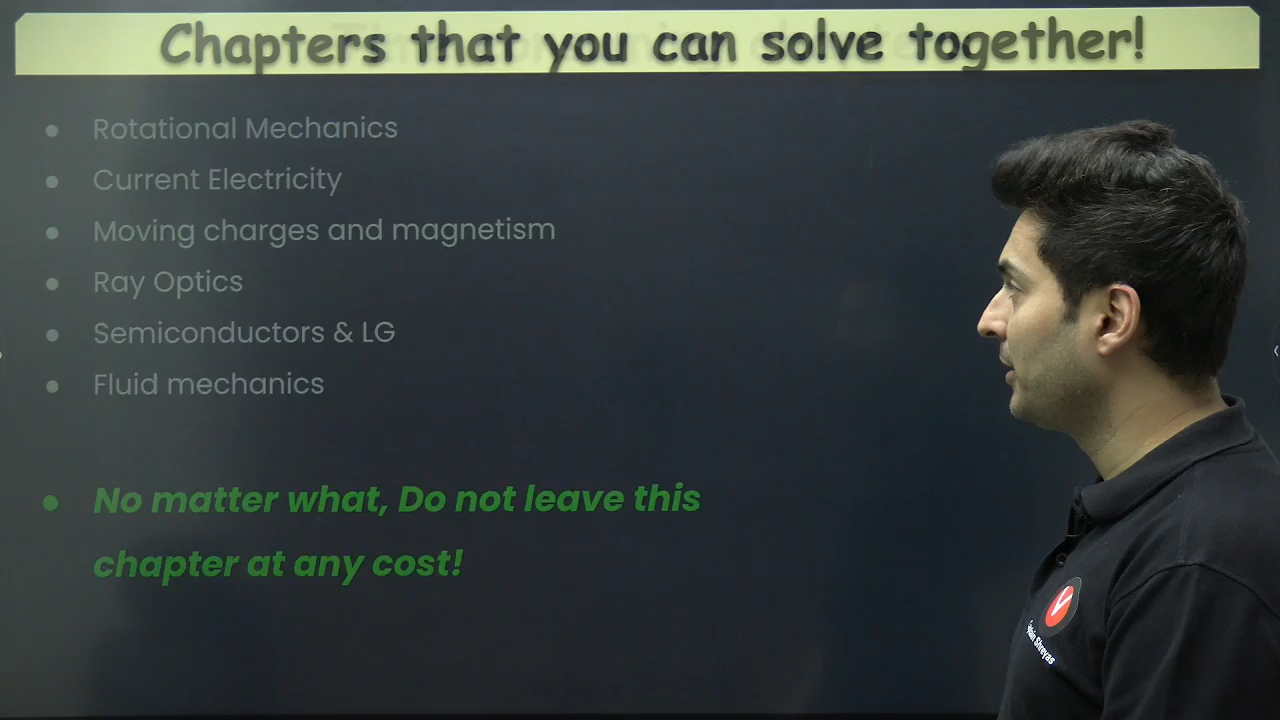 Chapters that you can solve together!
● Rotational Mechanics
● Current Electricity
● Moving charges and magnetism
● Ray Optics
● Semiconductors & LG
● Fluid mechanics
● No matter what, Do not leave this
chapter at any cost!
Shreyas